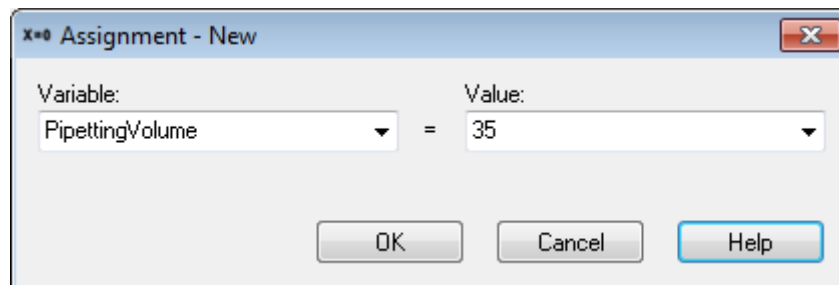 X=0 Assignment - New
Variable: Value:
PipettingVolume = 35
OK Cancel Help